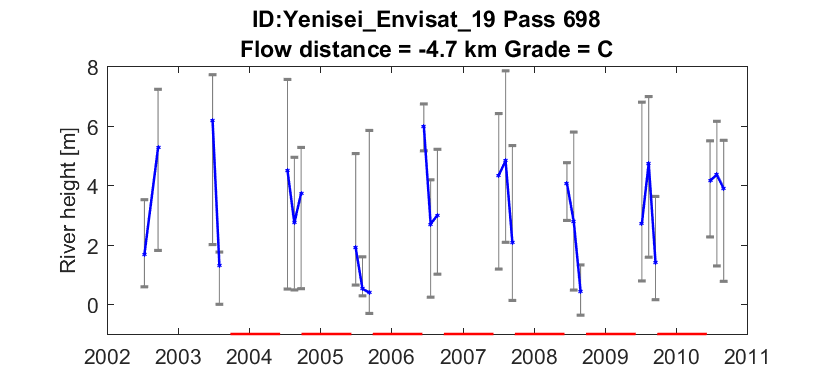 ID:Yenisei_Envisat_19 Pass 698
Flow distance = -4.7 km Grade = C
River height [m]
8
6
4
2
0
2002 2003 2004 2005 2006 2007 2008 2009 2010 2011